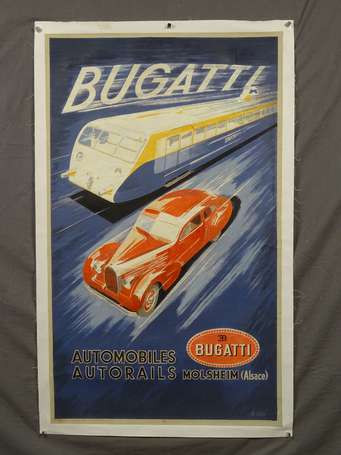 BUGATTI
BUGATTI
AUTOMOBILES
AUTORAILS MOLSHEIM (Alsace)